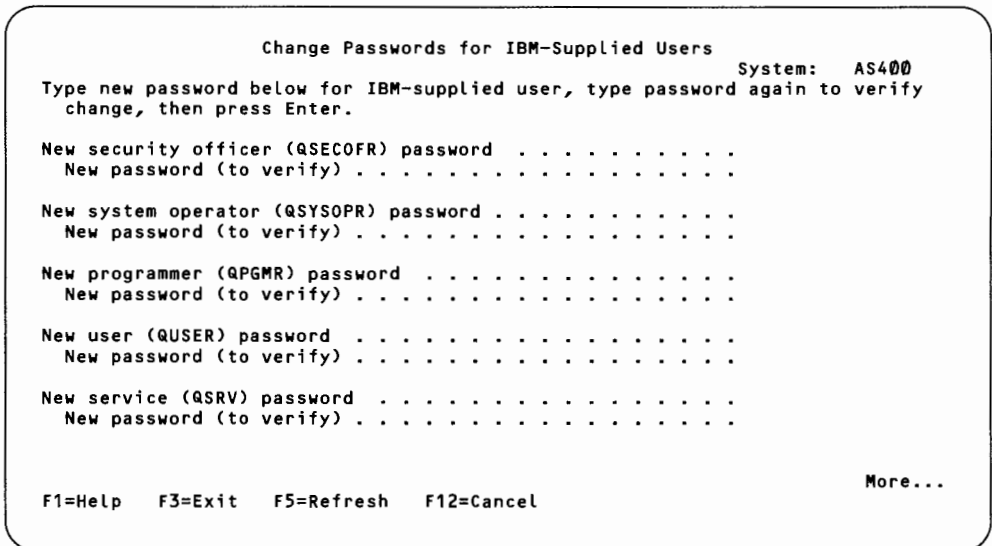 Change Passwords for IBM-Supplied Users
System: AS400
Type new password below for IBM-supplied user, type password again to verify
change, then press Enter.
New security officer (QSECOFR) password . . . . . . . . . .
New password (to verify) . . . . . . . . . . . . . . . . .
New system operator (QSYSOPR) password . . . . . . . . . . .
New password (to verify) . . . . . . . . . . . . . . . . .
New programmer (QPGMR) password . . . . . . . . . . . . . .
New password (to verify) . . . . . . . . . . . . . . . . .
New user (QUSER) password . . . . . . . . . . . . . . . . .
New password (to verify) . . . . . . . . . . . . . . . . .
New service (QSRV) password . . . . . . . . . . . . . . . .
New password (to verify) . . . . . . . . . . . . . . . . .
More...
F1=Help F3=Exit F5=Refresh F12=Cancel